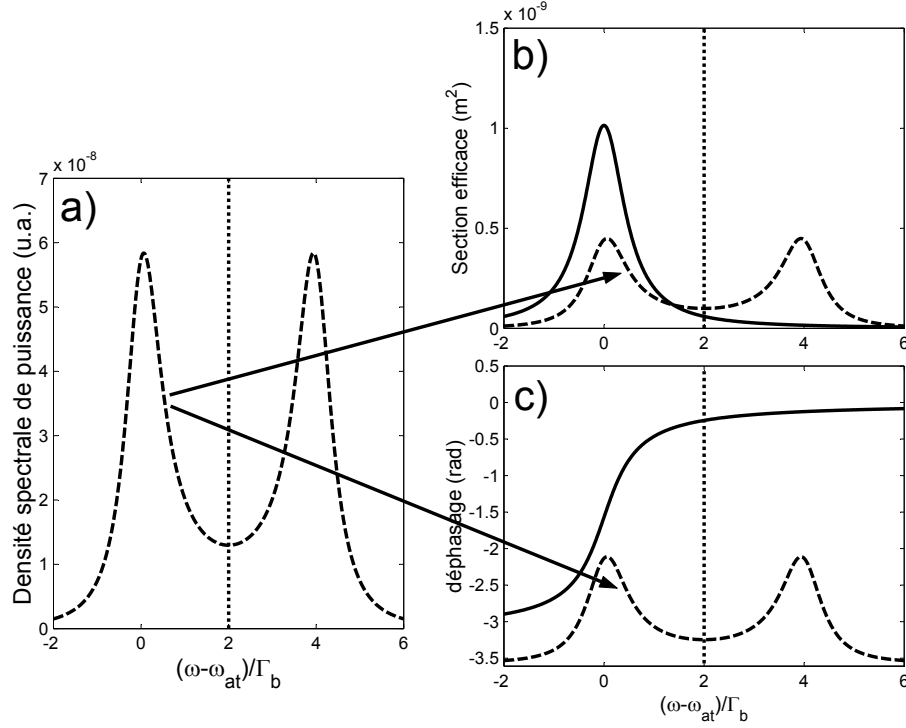 a)
x 10^-8
7
6
5
4
3
2
1
0
-2 0 2 4 6
Densité spectrale de puissance (u.a.)
(ω-ω_at)/Γ_b
b)
x 10^-9
1.5
1
0.5
0
-2 0 2 4 6
Section efficace (m^2)
c)
0.5
0
-0.5
-1
-1.5
-2
-2.5
-3
-3.5
-2 0 2 4 6
déphasage (rad)
(ω-ω_at)/Γ_b